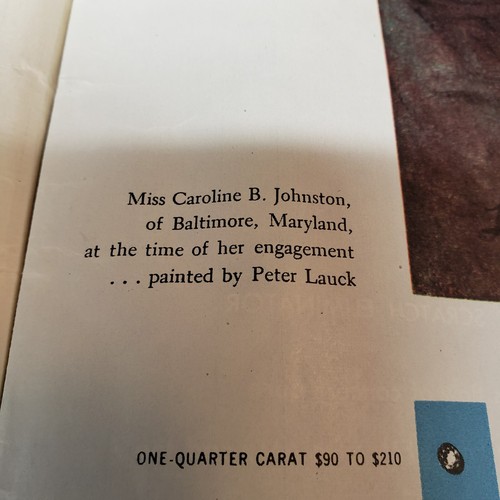 Miss Caroline B. Johnston,
of Baltimore, Maryland,
at the time of her engagement
... painted by Peter Lauck
ONE-QUARTER CARAT $90 TO $210